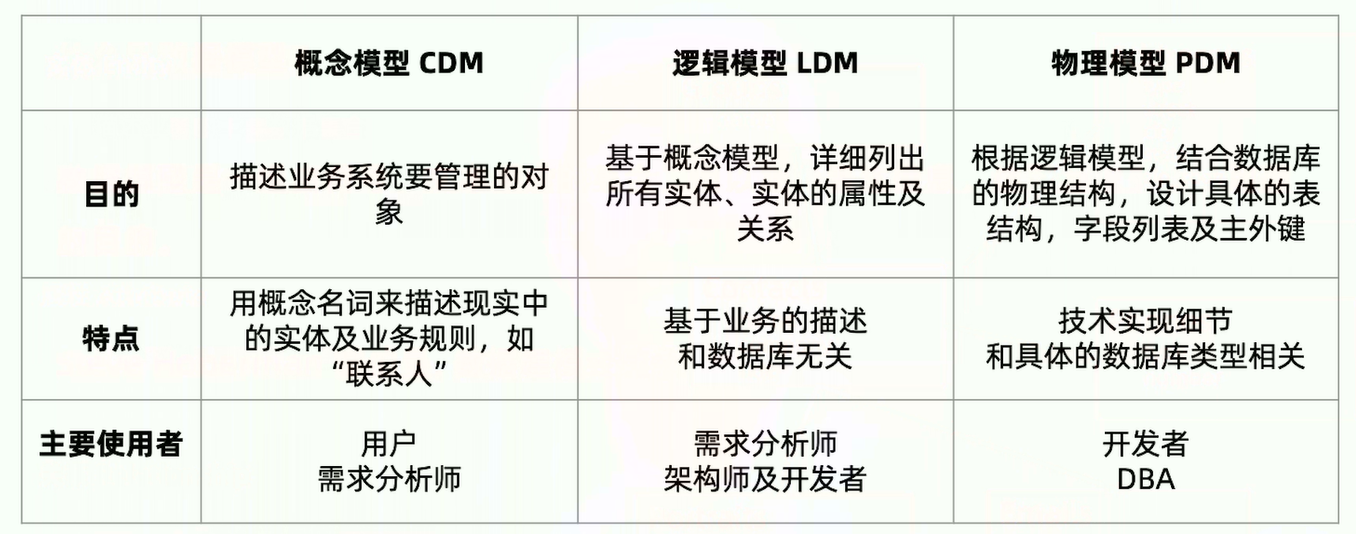 概念模型 CDM
逻辑模型 LDM
物理模型 PDM
目的
描述业务系统要管理的对
象
基于概念模型，详细列出
所有实体、实体的属性及
关系
根据逻辑模型，结合数据库
的物理结构，设计具体的表
结构，字段列表及主外键
特点
用概念名词来描述现实中
的实体及业务规则，如
“联系人”
基于业务的描述
和数据库无关
技术实现细节
和具体的数据库类型相关
主要使用者
用户
需求分析师
需求分析师
架构师及开发者
开发者
DBA